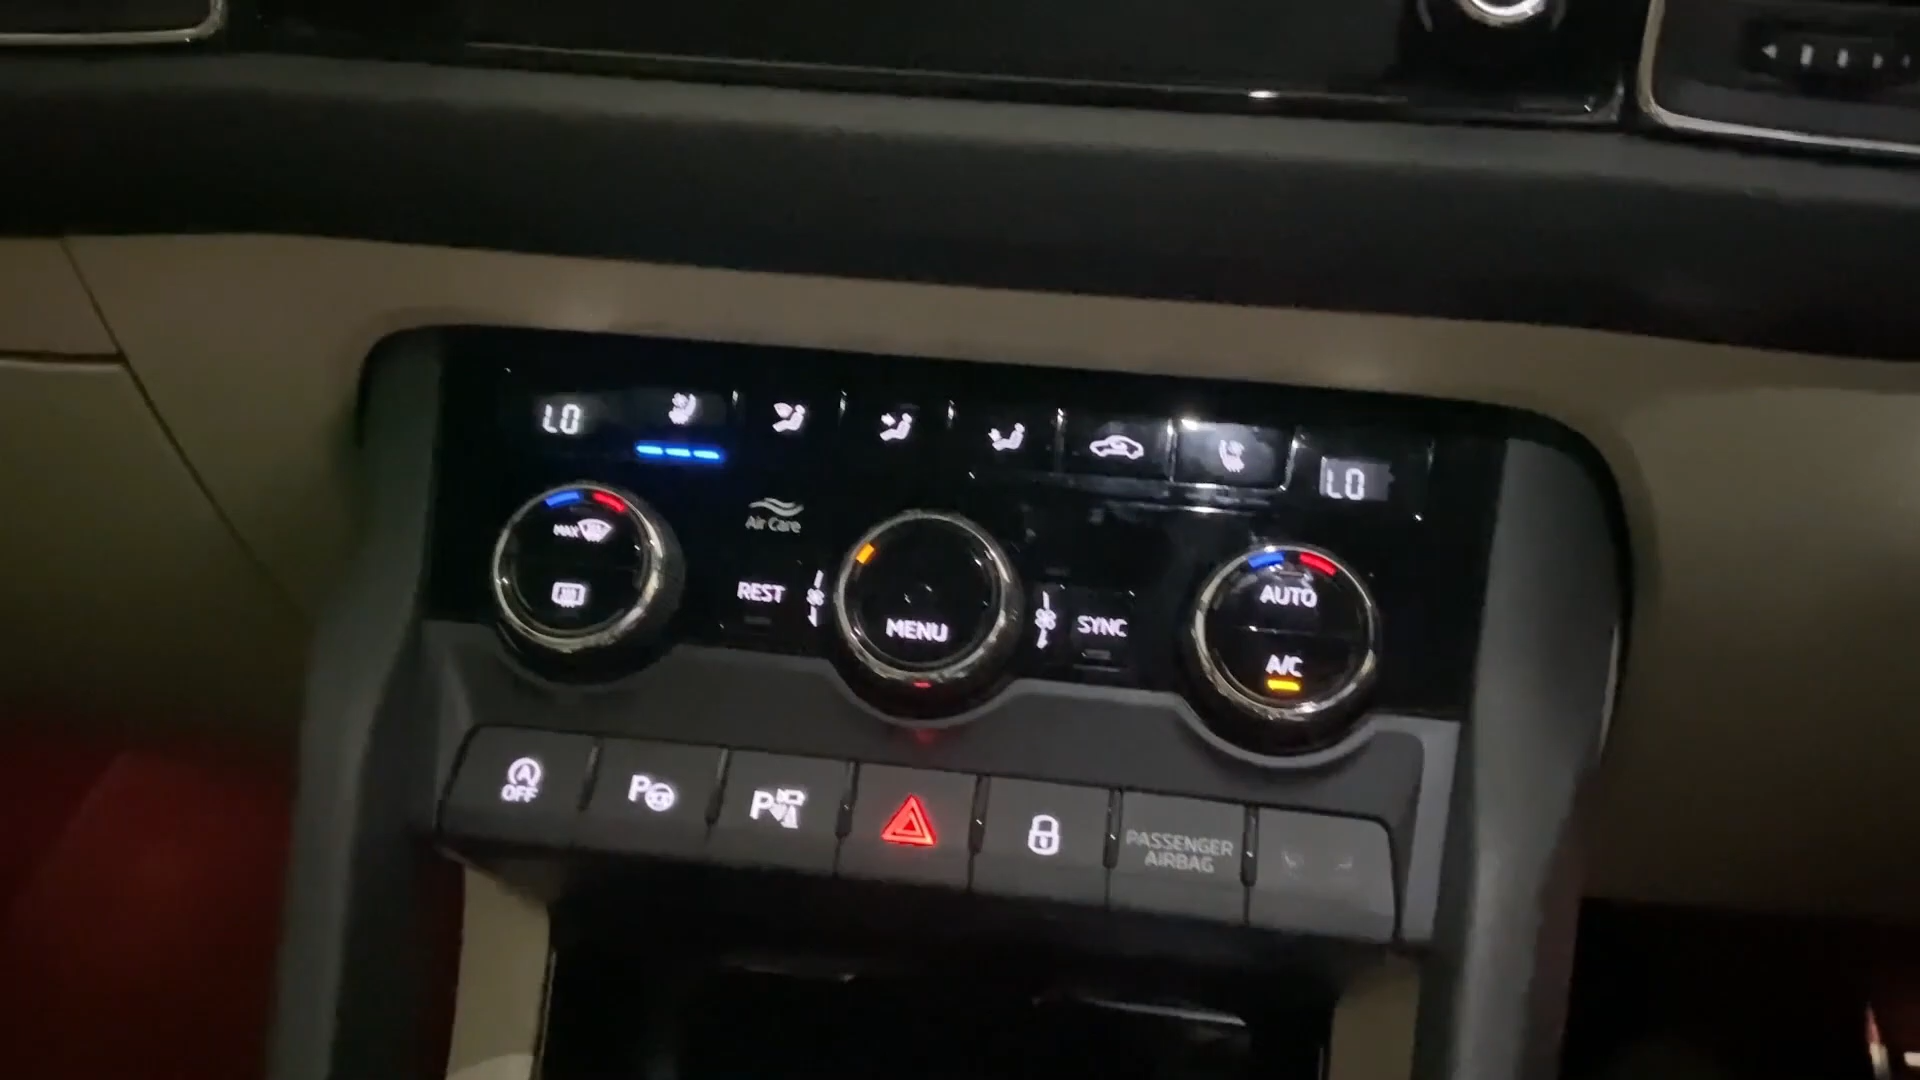 LO
LO
MAX
Air Care
REST
MENU
SYNC
AUTO
A/C
A
OFF
P
P
PASSENGER
AIRBAG